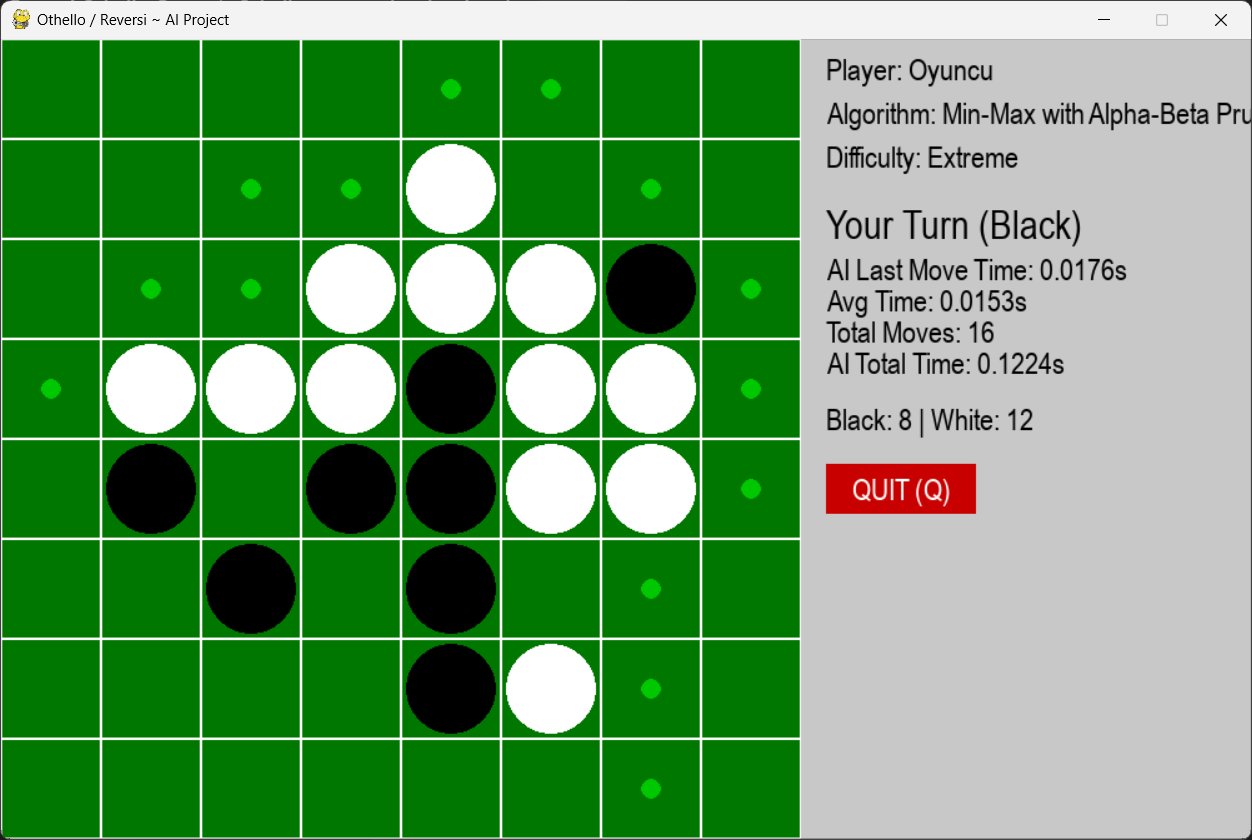 Othello / Reversi ~ AI Project
Player: Oyuncu
Algorithm: Min-Max with Alpha-Beta Pru
Difficulty: Extreme
Your Turn (Black)
AI Last Move Time: 0.0176s
Avg Time: 0.0153s
Total Moves: 16
AI Total Time: 0.1224s
Black: 8 | White: 12
QUIT (Q)